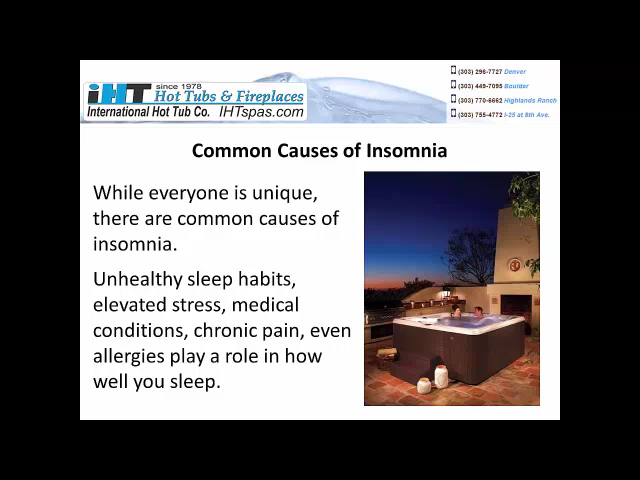 iHT since 1978
Hot Tubs & Fireplaces
International Hot Tub Co. IHTspas.com
(303) 296-7727 Denver
(303) 449-7095 Boulder
(303) 770-6662 Highlands Ranch
(303) 755-4772 I-25 at 8th Ave.
Common Causes of Insomnia
While everyone is unique,
there are common causes of
insomnia.
Unhealthy sleep habits,
elevated stress, medical
conditions, chronic pain, even
allergies play a role in how
well you sleep.